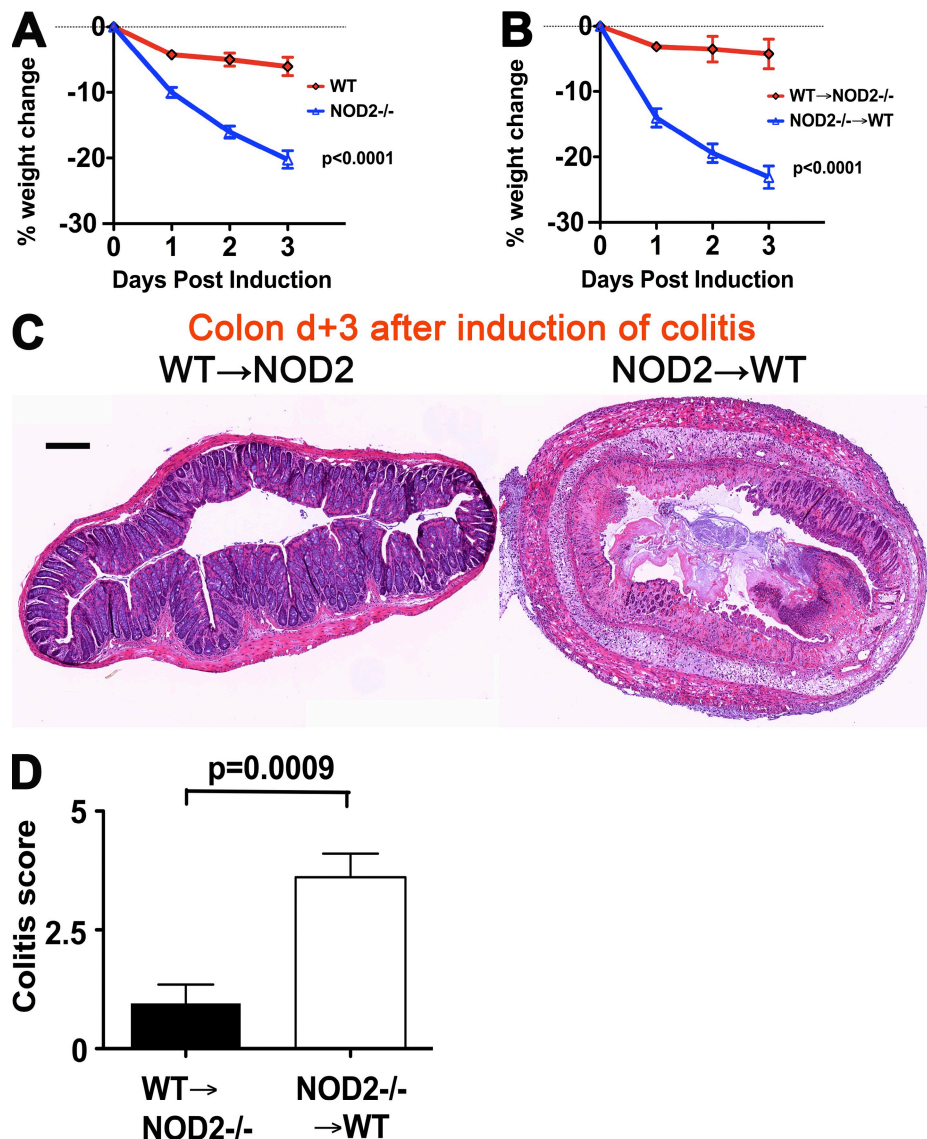 A
% weight change
0
-10
-20
-30
0 1 2 3
Days Post Induction
WT
NOD2-/-
p<0.0001
B
% weight change
0
-10
-20
-30
0 1 2 3
Days Post Induction
WT→NOD2-/-
NOD2-/-→WT
p<0.0001
C
Colon d+3 after induction of colitis
WT→NOD2
NOD2→WT
D
p=0.0009
Colitis score
5
2.5
0
WT→
NOD2-/-
NOD2-/-
→WT